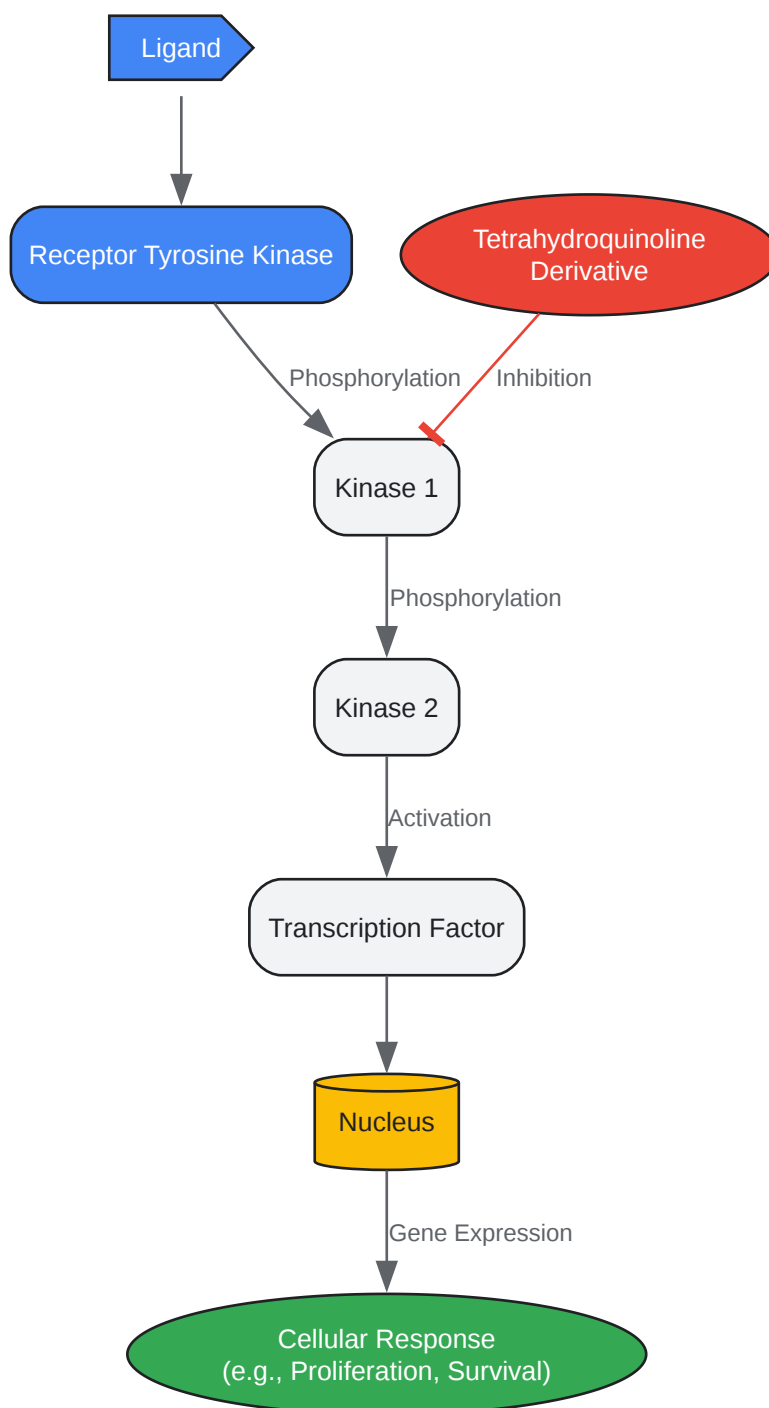 Ligand
Receptor Tyrosine Kinase
Tetrahydroquinoline
Derivative
Phosphorylation
Inhibition
Kinase 1
Phosphorylation
Kinase 2
Activation
Transcription Factor
Nucleus
Gene Expression
Cellular Response
(e.g., Proliferation, Survival)